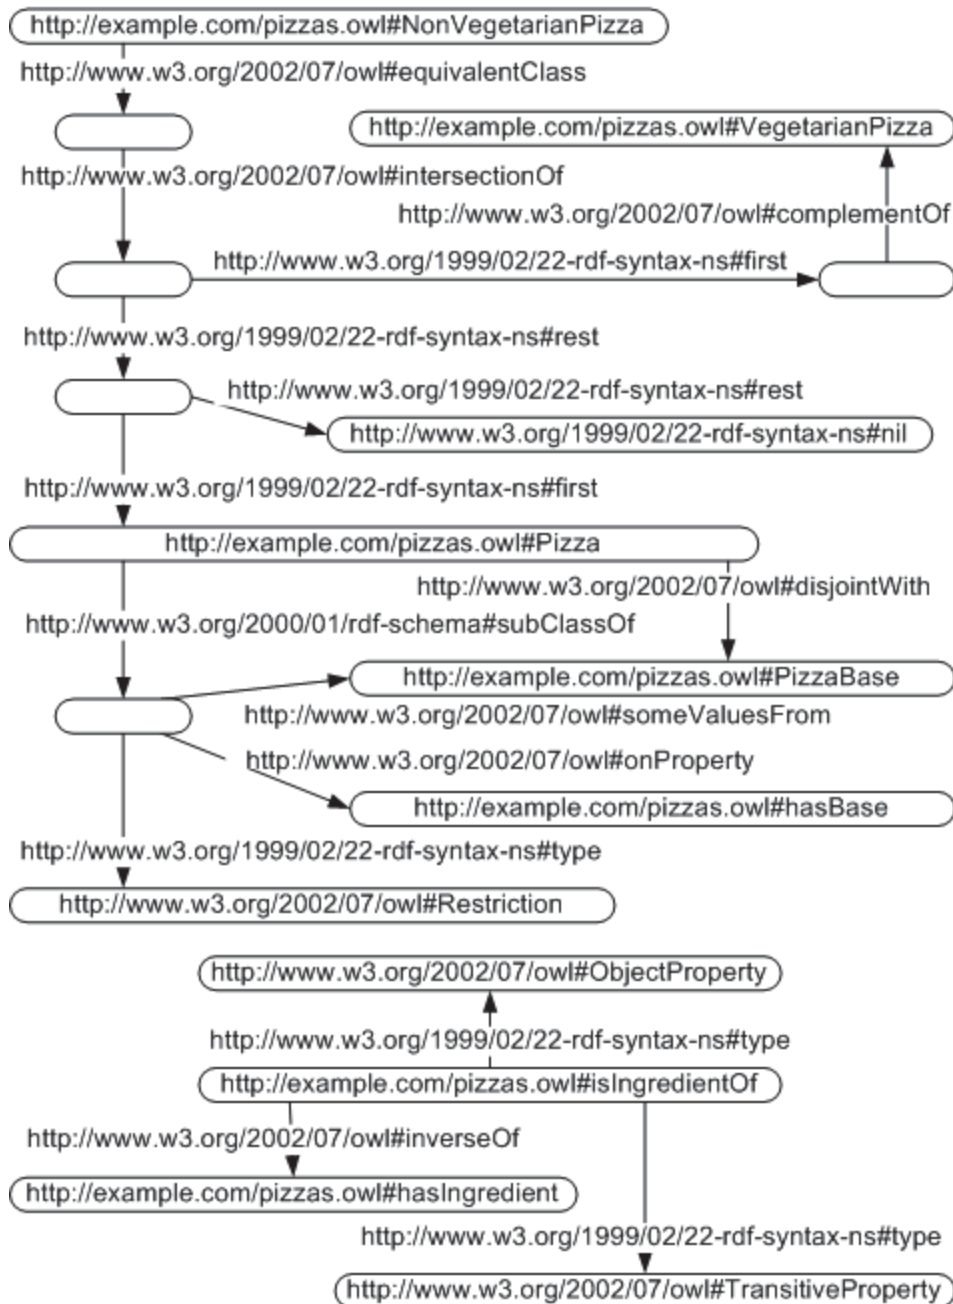 http://example.com/pizzas.owl#NonVegetarianPizza
http://www.w3.org/2002/07/owl#equivalentClass
http://example.com/pizzas.owl#VegetarianPizza
http://www.w3.org/2002/07/owl#intersectionOf
http://www.w3.org/2002/07/owl#complementOf
http://www.w3.org/1999/02/22-rdf-syntax-ns#first
http://www.w3.org/1999/02/22-rdf-syntax-ns#rest
http://www.w3.org/1999/02/22-rdf-syntax-ns#rest
http://www.w3.org/1999/02/22-rdf-syntax-ns#nil
http://www.w3.org/1999/02/22-rdf-syntax-ns#first
http://example.com/pizzas.owl#Pizza
http://www.w3.org/2002/07/owl#disjointWith
http://www.w3.org/2000/01/rdf-schema#subClassOf
http://example.com/pizzas.owl#PizzaBase
http://www.w3.org/2002/07/owl#someValuesFrom
http://www.w3.org/2002/07/owl#onProperty
http://example.com/pizzas.owl#hasBase
http://www.w3.org/1999/02/22-rdf-syntax-ns#type
http://www.w3.org/2002/07/owl#Restriction
http://www.w3.org/2002/07/owl#ObjectProperty
http://www.w3.org/1999/02/22-rdf-syntax-ns#type
http://example.com/pizzas.owl#isIngredientOf
http://www.w3.org/2002/07/owl#inverseOf
http://example.com/pizzas.owl#hasIngredient
http://www.w3.org/1999/02/22-rdf-syntax-ns#type
http://www.w3.org/2002/07/owl#TransitiveProperty